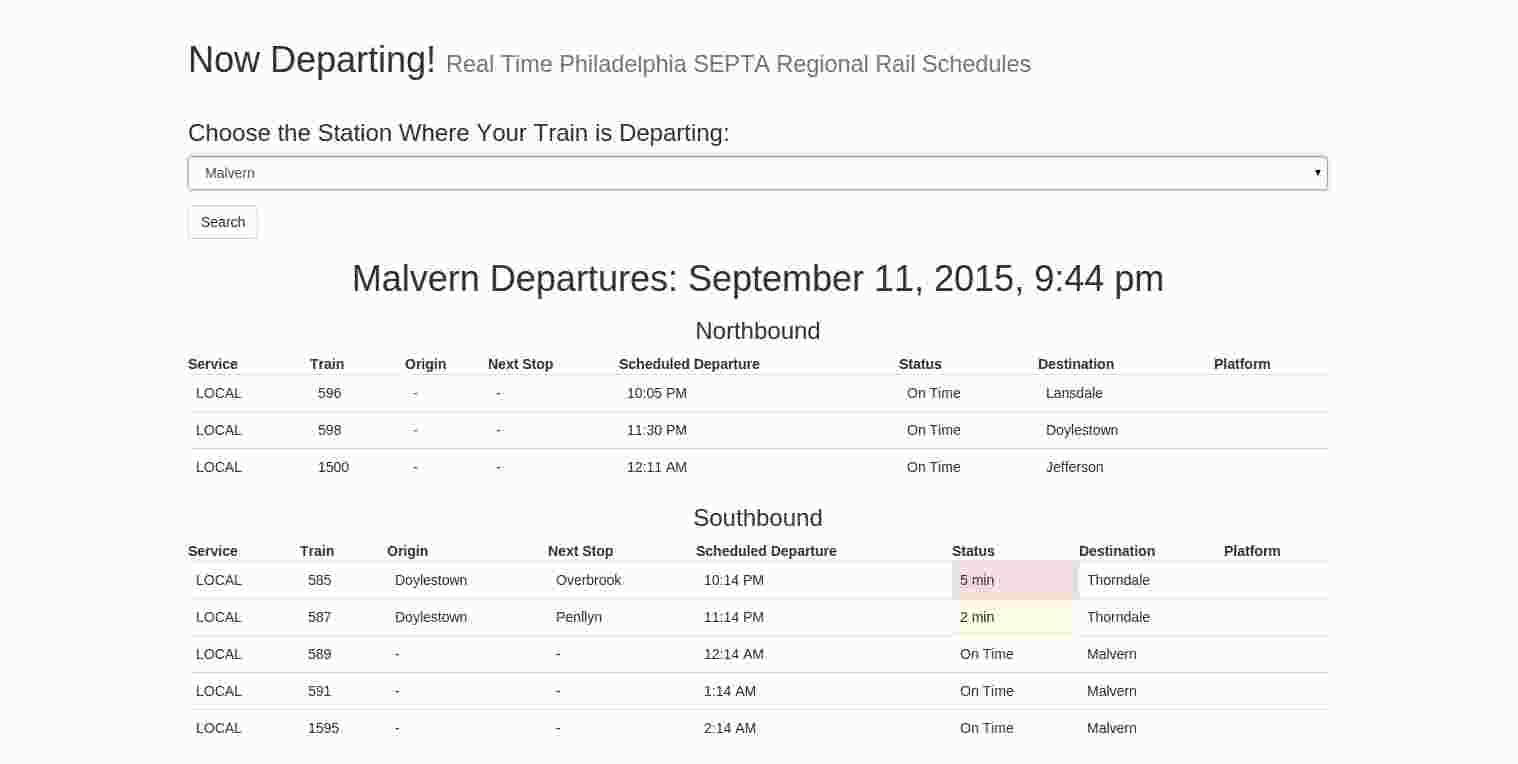 Now Departing! Real Time Philadelphia SEPTA Regional Rail Schedules
Choose the Station Where Your Train is Departing:
Malvern
Search
Malvern Departures: September 11, 2015, 9:44 pm
Northbound
Service Train Origin Next Stop Scheduled Departure Status Destination Platform
LOCAL 596 - - 10:05 PM On Time Lansdale
LOCAL 598 - - 11:30 PM On Time Doylestown
LOCAL 1500 - - 12:11 AM On Time Jefferson
Southbound
Service Train Origin Next Stop Scheduled Departure Status Destination Platform
LOCAL 585 Doylestown Overbrook 10:14 PM 5 min Thorndale
LOCAL 587 Doylestown Penllyn 11:14 PM 2 min Thorndale
LOCAL 589 - - 12:14 AM On Time Malvern
LOCAL 591 - - 1:14 AM On Time Malvern
LOCAL 1595 - - 2:14 AM On Time Malvern